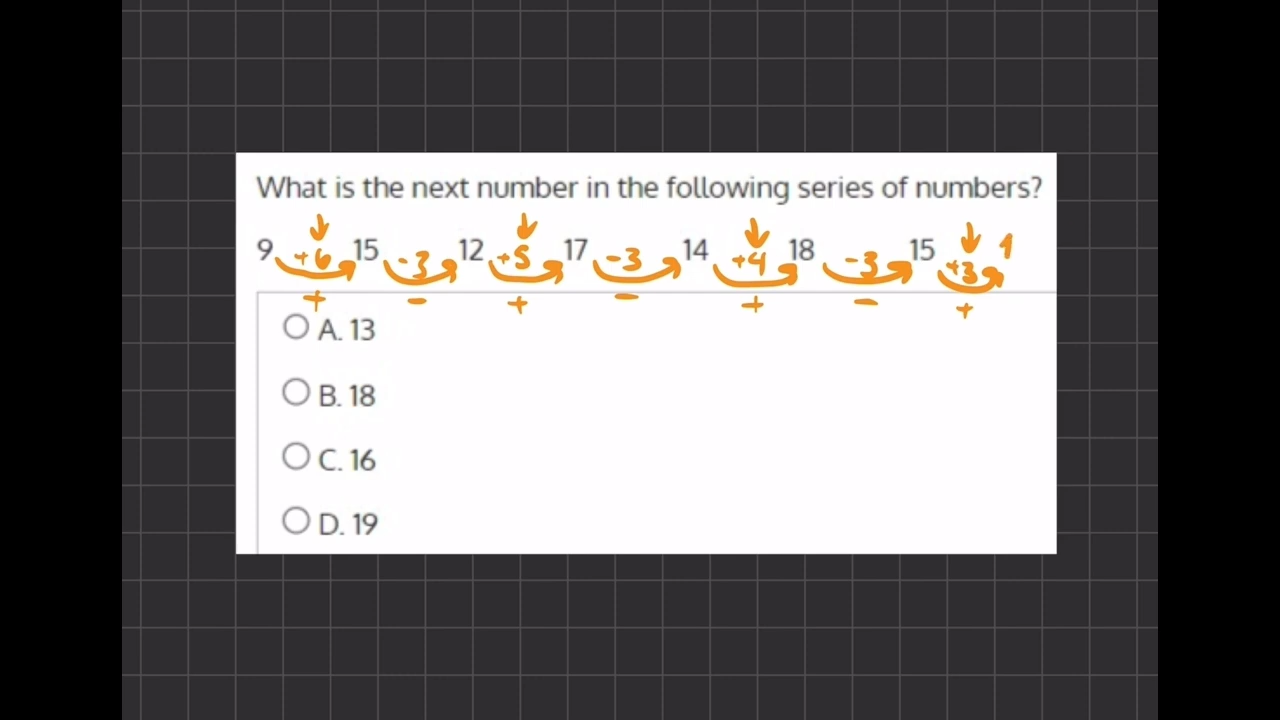 What is the next number in the following series of numbers?
9 +6 15 -3 12 +5 17 -3 14 +4 18 -3 15 +3 1
+ - + - + - +
A. 13
B. 18
C. 16
D. 19